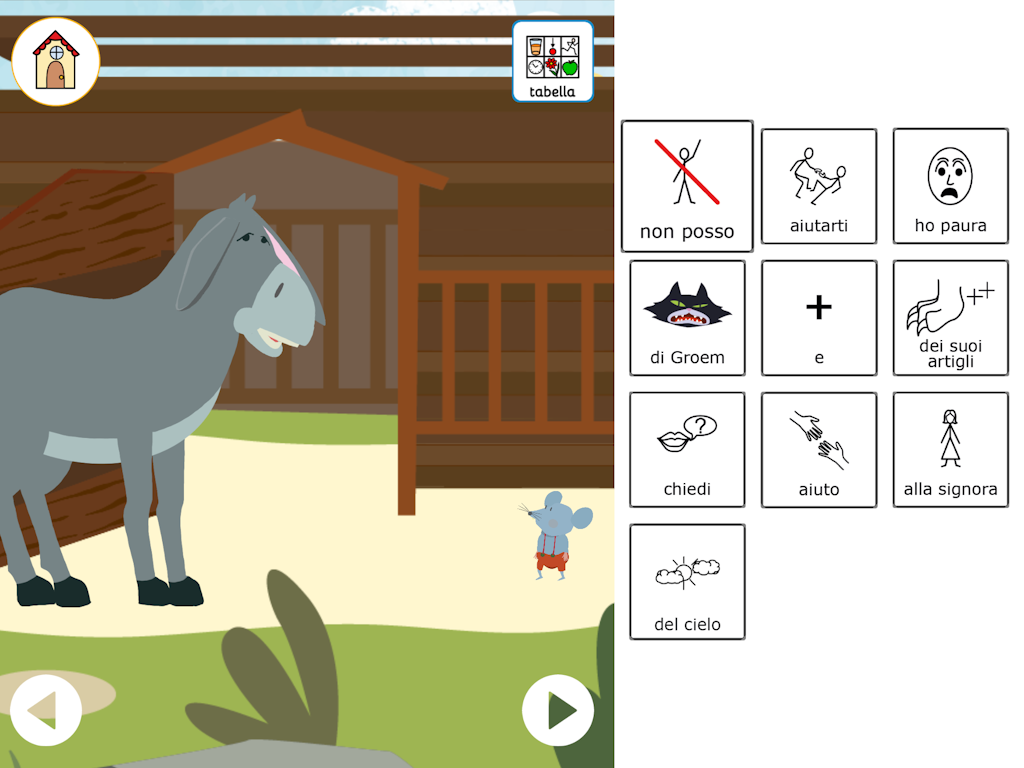 tabella
non posso
aiutarti
ho paura
di Groem
e
dei suoi
artigli
chiedi
aiuto
alla signora
del cielo